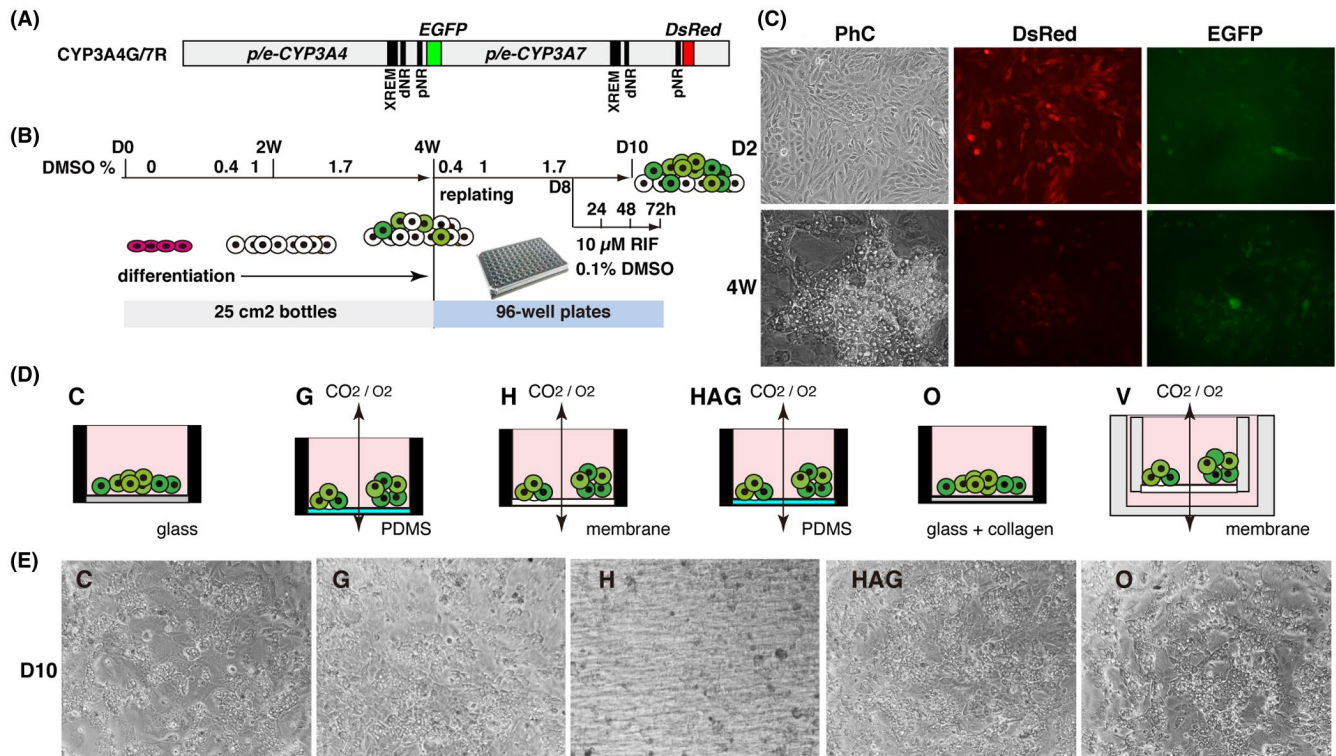 (A)
EGFP
DsRed
CYP3A4G/7R
p/e-CYP3A4
p/e-CYP3A7
XREM
dNR
pNR
XREM
dNR
pNR
(B)
D0
2W
4W
D10
DMSO %
0
0.4
1
1.7
0.4
1
1.7
replating
D8
24
48
72h
10 µM RIF
0.1% DMSO
differentiation
25 cm2 bottles
96-well plates
(C)
PhC
DsRed
EGFP
D2
4W
(D)
C
G
CO2 / O2
H
CO2 / O2
HAG
CO2 / O2
O
V
CO2 / O2
glass
PDMS
membrane
PDMS
glass + collagen
membrane
(E)
C
G
H
HAG
O
D10